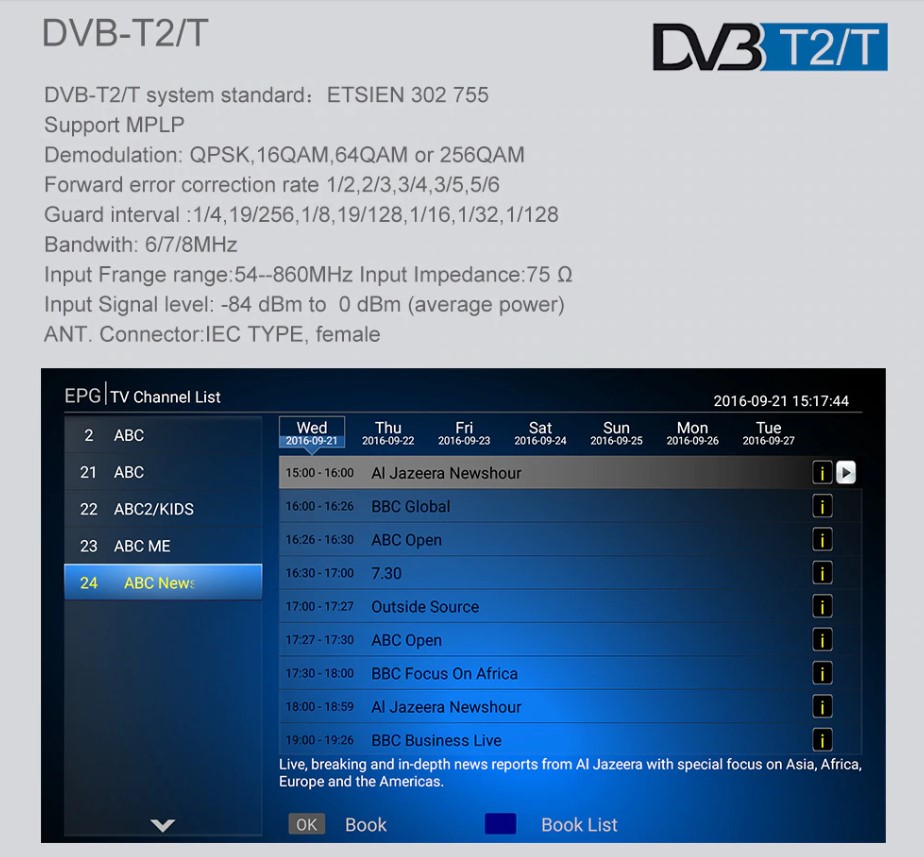 DVB-T2/T
DVB T2/T
DVB-T2/T system standard： ETSIEN 302 755
Support MPLP
Demodulation: QPSK,16QAM,64QAM or 256QAM
Forward error correction rate 1/2,2/3,3/4,3/5,5/6
Guard interval :1/4,19/256,1/8,19/128,1/16,1/32,1/128
Bandwith: 6/7/8MHz
Input Frange range:54--860MHz Input Impedance:75 Ω
Input Signal level: -84 dBm to 0 dBm (average power)
ANT. Connector:IEC TYPE, female
EPG TV Channel List
2016-09-21 15:17:44
2 ABC
21 ABC
22 ABC2/KIDS
23 ABC ME
24 ABC News
Wed Thu Fri Sat Sun Mon Tue
2016-09-21 2016-09-22 2016-09-23 2016-09-24 2016-09-25 2016-09-26 2016-09-27
15:00 - 16:00 Al Jazeera Newshour i
16:00 - 16:26 BBC Global i
16:26 - 16:30 ABC Open i
16:30 - 17:00 7.30 i
17:00 - 17:27 Outside Source i
17:27 - 17:30 ABC Open i
17:30 - 18:00 BBC Focus On Africa i
18:00 - 18:59 Al Jazeera Newshour i
19:00 - 19:26 BBC Business Live i
Live, breaking and in-depth news reports from Al Jazeera with special focus on Asia, Africa,
Europe and the Americas.
OK Book Book List